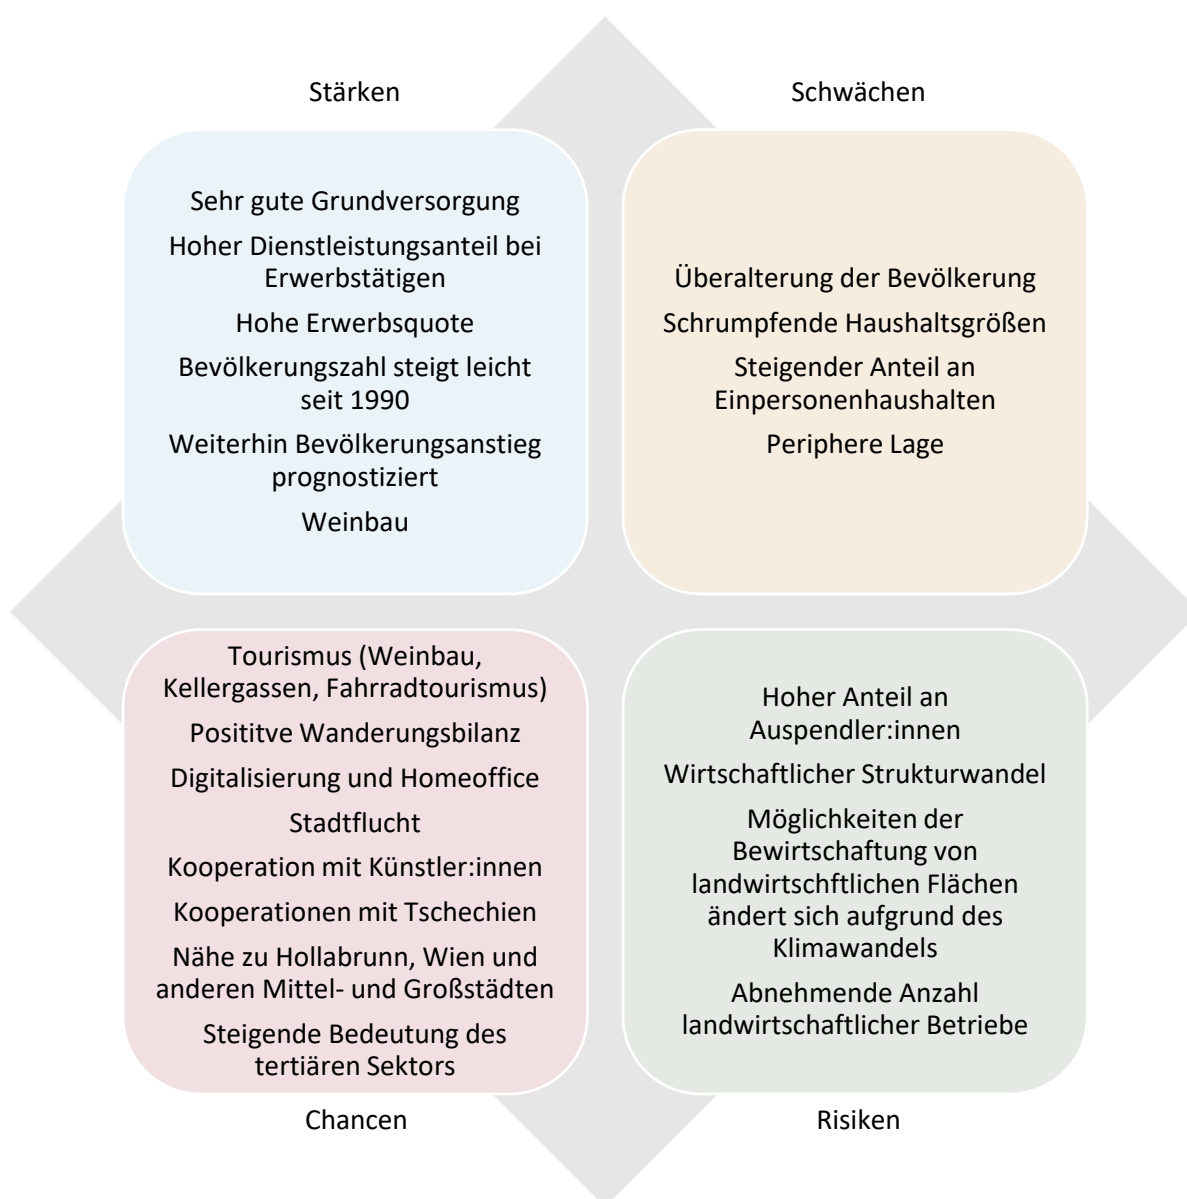 Stärken
Sehr gute Grundversorgung
Hoher Dienstleistungsanteil bei
Erwerbstätigen
Hohe Erwerbsquote
Bevölkerungszahl steigt leicht
seit 1990
Weiterhin Bevölkerungsanstieg
prognostiziert
Weinbau
Schwächen
Überalterung der Bevölkerung
Schrumpfende Haushaltsgrößen
Steigender Anteil an
Einpersonenhaushalten
Periphere Lage
Tourismus (Weinbau,
Kellergassen, Fahrradtourismus)
Posititve Wanderungsbilanz
Digitalisierung und Homeoffice
Stadtflucht
Kooperation mit Künstler:innen
Kooperationen mit Tschechien
Nähe zu Hollabrunn, Wien und
anderen Mittel- und Großstädten
Steigende Bedeutung des
tertiären Sektors
Chancen
Hoher Anteil an
Auspendler:innen
Wirtschaftlicher Strukturwandel
Möglichkeiten der
Bewirtschaftung von
landwirtschftlichen Flächen
ändert sich aufgrund des
Klimawandels
Abnehmende Anzahl
landwirtschaftlicher Betriebe
Risiken